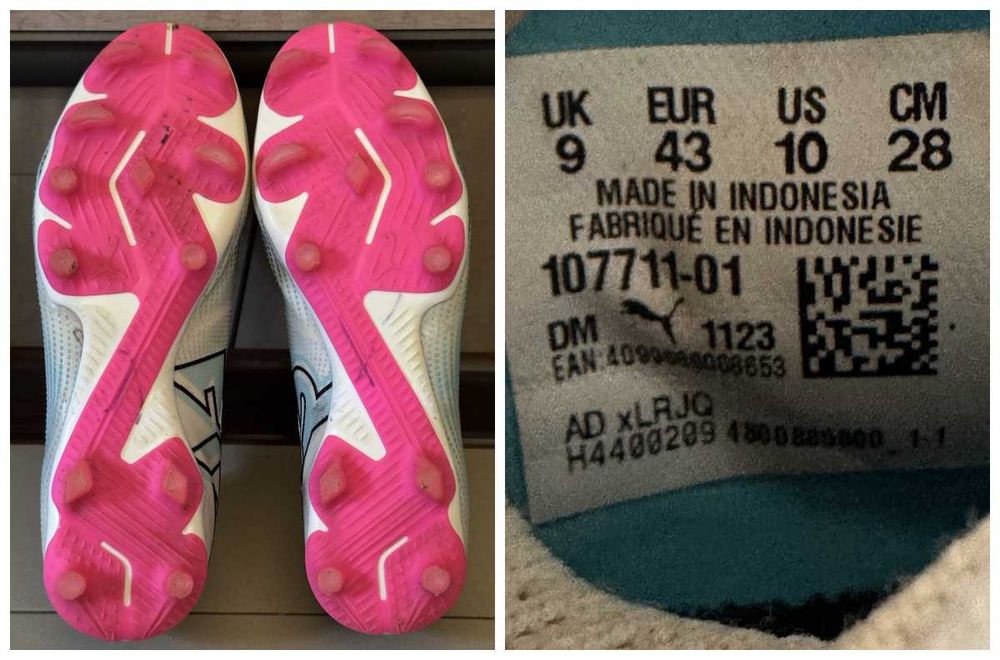 UK EUR US CM
9 43 10 28
MADE IN INDONESIA
FABRIQUÉ EN INDONESIE
107711-01
DM 1123
EAN:
AD xLRJQ
H4400209